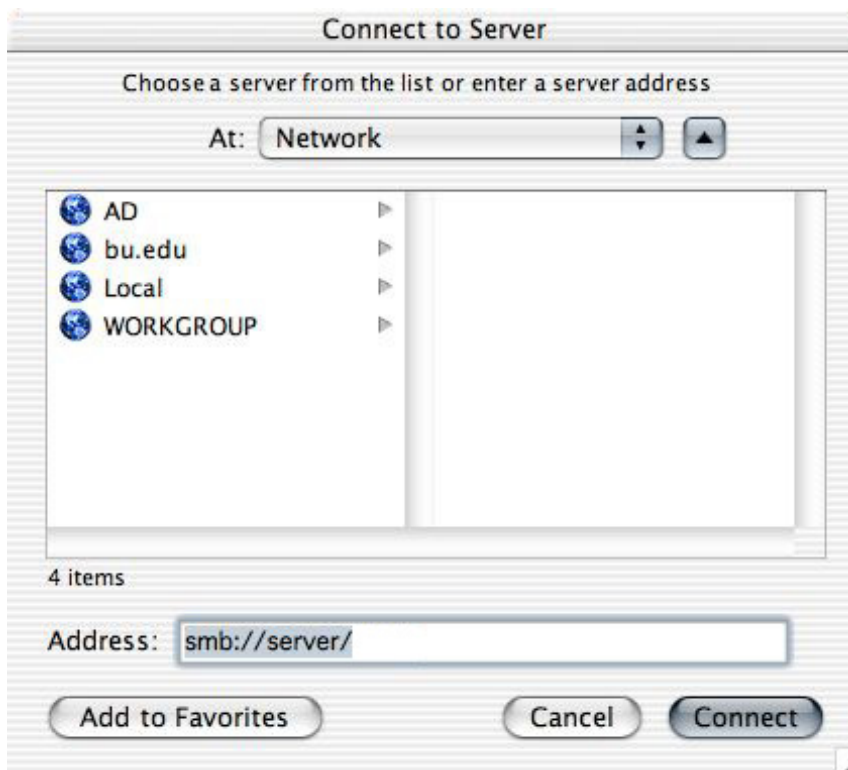 Connect to Server
Choose a server from the list or enter a server address
At: Network
AD
bu.edu
Local
WORKGROUP
4 items
Address: smb://server/
Add to Favorites Cancel Connect